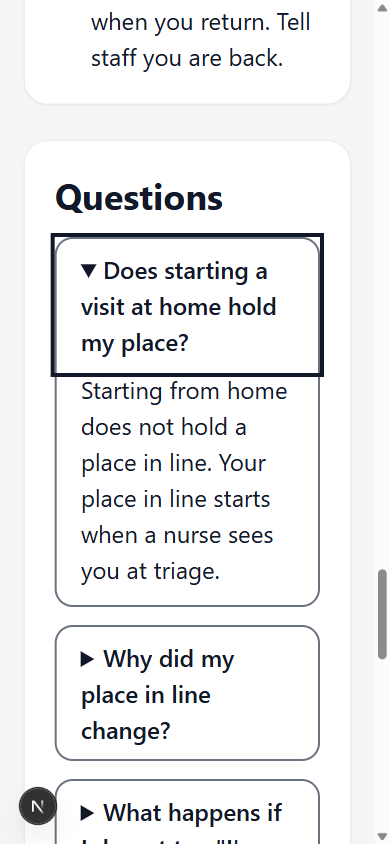 when you return. Tell
staff you are back.
Questions
Does starting a
visit at home hold
my place?
Starting from home
does not hold a
place in line. Your
place in line starts
when a nurse sees
you at triage.
Why did my
place in line
change?
N
What happens if